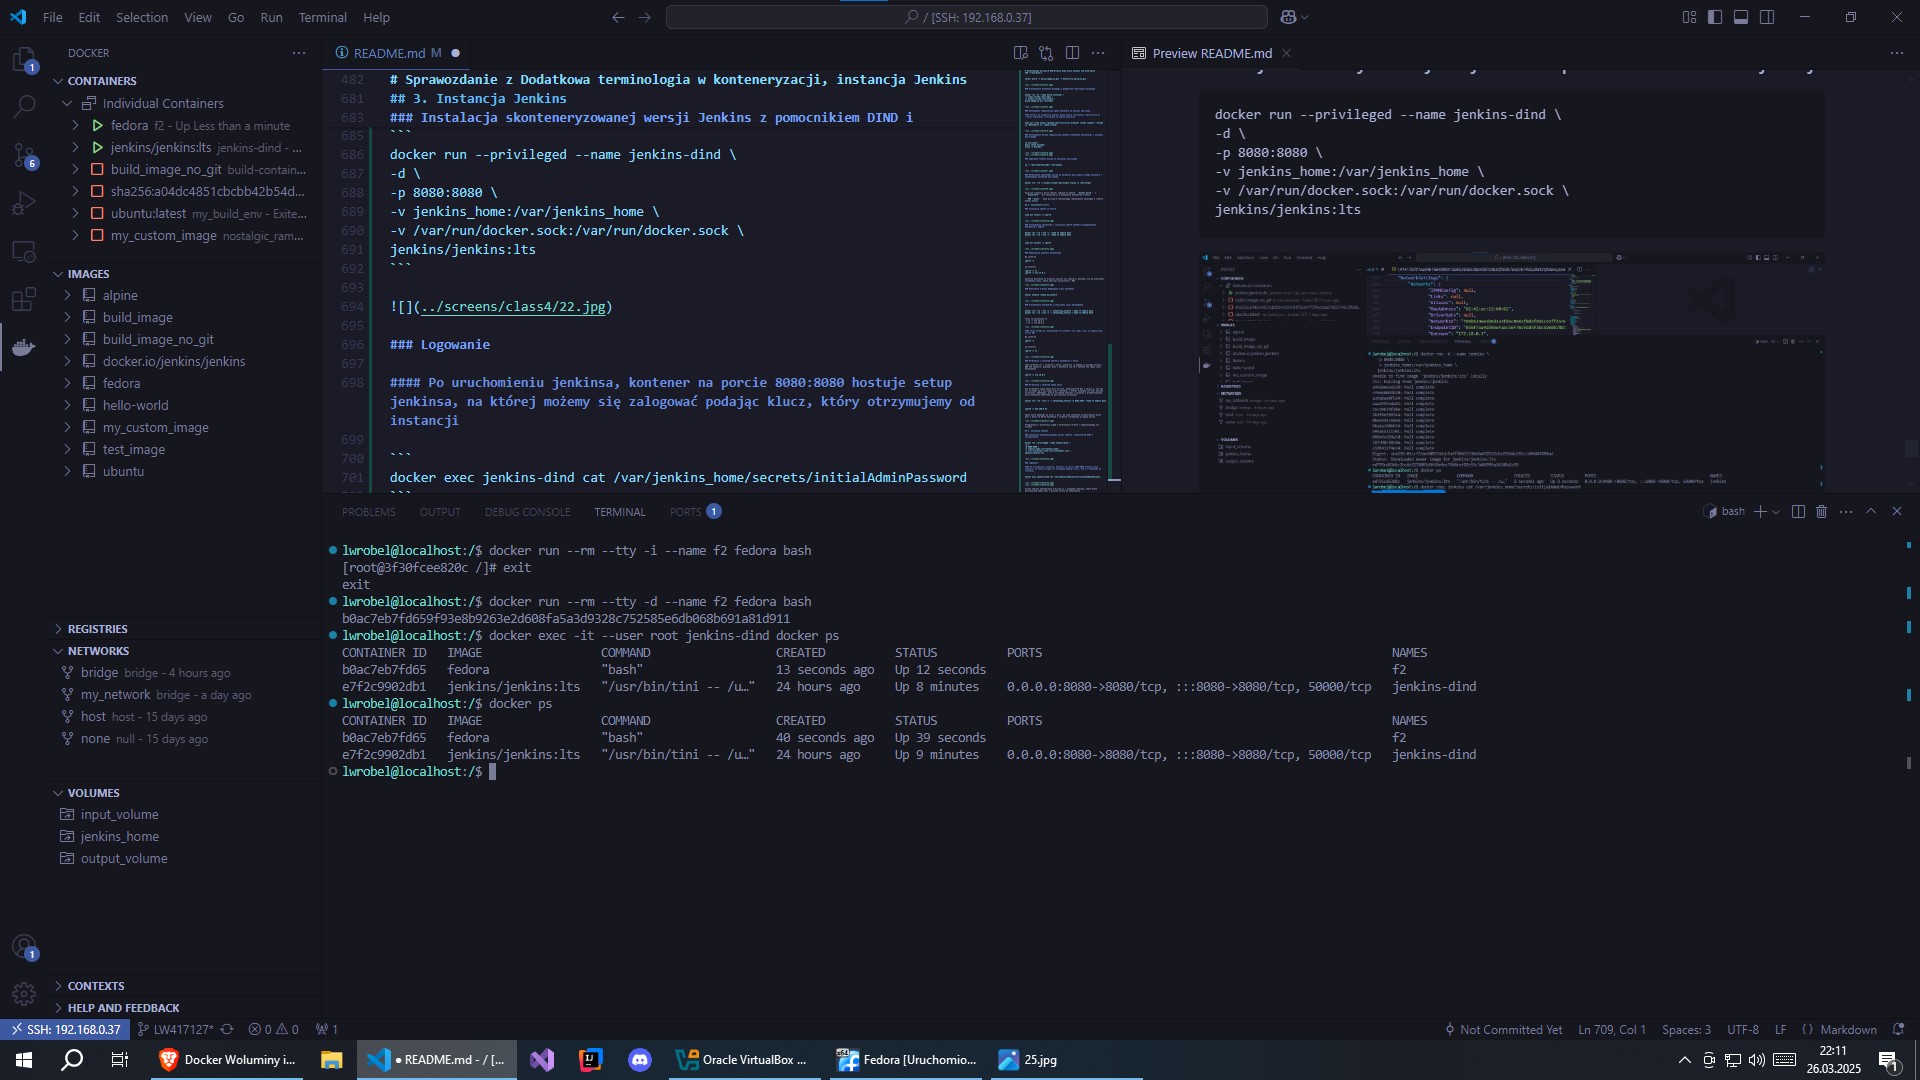 File Edit Selection View Go Run Terminal Help
/ [SSH: 192.168.0.37]
DOCKER
README.md M
Preview README.md
1
6
CONTAINERS
Individual Containers
fedora f2 - Up Less than a minute
jenkins/jenkins:lts jenkins-dind - ...
build_image_no_git build-contain...
sha256:a04dc4851cbcbb42b54d...
ubuntu:latest my_build_env - Exite...
my_custom_image nostalgic_ram...
IMAGES
alpine
build_image
build_image_no_git
docker.io/jenkins/jenkins
fedora
hello-world
my_custom_image
test_image
ubuntu
REGISTRIES
NETWORKS
bridge bridge - 4 hours ago
my_network bridge - a day ago
host host - 15 days ago
none null - 15 days ago
VOLUMES
input_volume
jenkins_home
output_volume
CONTEXTS
HELP AND FEEDBACK
1
482 # Sprawozdanie z Dodatkowa terminologia w konteneryzacji, instancja Jenkins
681 ## 3. Instancja Jenkins
683 ### Instalacja skonteneryzowanej wersji Jenkins z pomocnikiem DIND i
685 ```
686 docker run --privileged --name jenkins-dind \
687 -d \
688 -p 8080:8080 \
689 -v jenkins_home:/var/jenkins_home \
690 -v /var/run/docker.sock:/var/run/docker.sock \
691 jenkins/jenkins:lts
692 ```
693
694 ![](../screens/class4/22.jpg)
695
696 ### Logowanie
697
698 #### Po uruchomieniu jenkinsa, kontener na porcie 8080:8080 hostuje setup
jenkinsa, na której możemy się zalogować podając klucz, który otrzymujemy od
instancji
699
700 ```
701 docker exec jenkins-dind cat /var/jenkins_home/secrets/initialAdminPassword
```
docker run --privileged --name jenkins-dind \
-d \
-p 8080:8080 \
-v jenkins_home:/var/jenkins_home \
-v /var/run/docker.sock:/var/run/docker.sock \
jenkins/jenkins:lts
PROBLEMS OUTPUT DEBUG CONSOLE TERMINAL PORTS 1
bash
lwrobel@localhost:/$ docker run --rm --tty -i --name f2 fedora bash
[root@3f30fcee820c /]# exit
exit
lwrobel@localhost:/$ docker run --rm --tty -d --name f2 fedora bash
b0ac7eb7fd659f93e8b9263e2d608fa5a3d9328c752585e6db068b691a81d911
lwrobel@localhost:/$ docker exec -it --user root jenkins-dind docker ps
CONTAINER ID IMAGE COMMAND CREATED STATUS PORTS NAMES
b0ac7eb7fd65 fedora "bash" 13 seconds ago Up 12 seconds f2
e7f2c9902db1 jenkins/jenkins:lts "/usr/bin/tini -- /u…" 24 hours ago Up 8 minutes 0.0.0.0:8080->8080/tcp, :::8080->8080/tcp, 50000/tcp jenkins-dind
lwrobel@localhost:/$ docker ps
CONTAINER ID IMAGE COMMAND CREATED STATUS PORTS NAMES
b0ac7eb7fd65 fedora "bash" 40 seconds ago Up 39 seconds f2
e7f2c9902db1 jenkins/jenkins:lts "/usr/bin/tini -- /u…" 24 hours ago Up 9 minutes 0.0.0.0:8080->8080/tcp, :::8080->8080/tcp, 50000/tcp jenkins-dind
lwrobel@localhost:/$
SSH: 192.168.0.37 LW417127* 0 0 1
Not Committed Yet Ln 709, Col 1 Spaces: 3 UTF-8 LF {} Markdown
Docker Woluminy i...
● README.md - / [...
Oracle VirtualBox ...
Fedora [Uruchomio...
25.jpg
22:11
26.03.2025
1